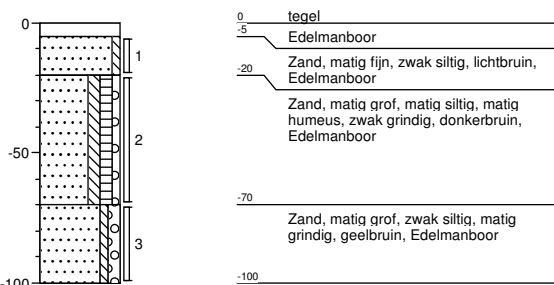 0
-50
-100
1
2
3
0 tegel
-5
Edelmanboor
-20
Zand, matig fijn, zwak siltig, lichtbruin,
Edelmanboor
Zand, matig grof, matig siltig, matig
humeus, zwak grindig, donkerbruin,
Edelmanboor
-70
Zand, matig grof, zwak siltig, matig
grindig, geelbruin, Edelmanboor
-100